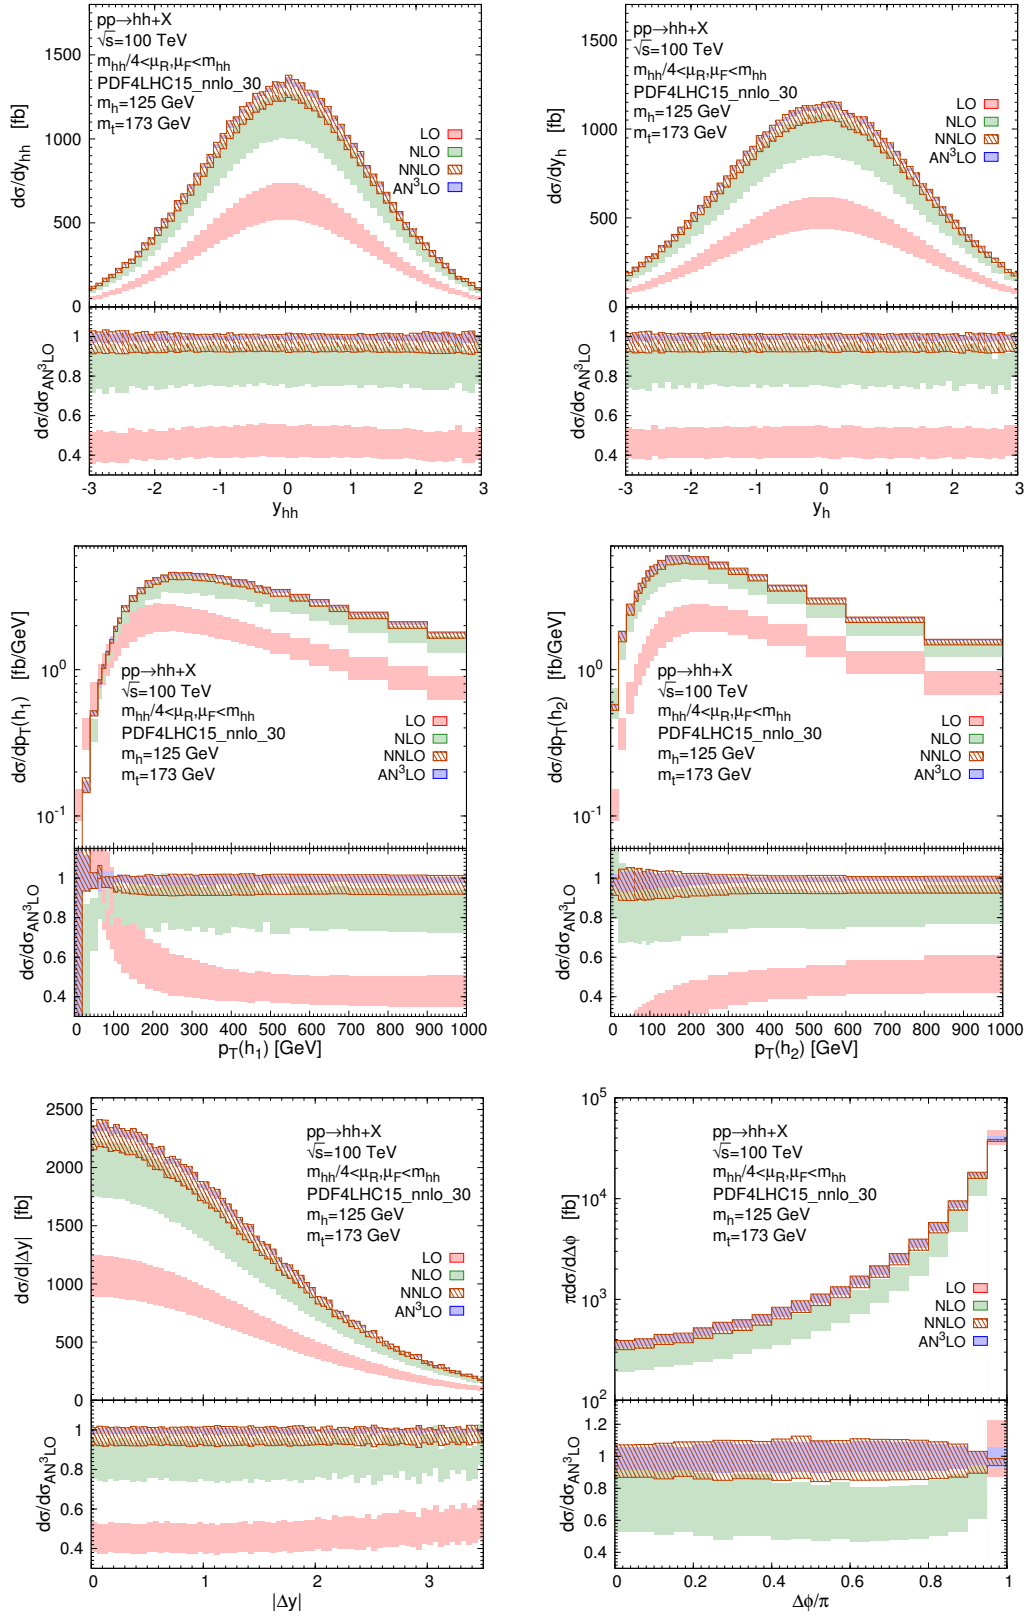 pp→hh+X
√s=100 TeV
m_hh/4<μ_R,μ_F<m_hh
PDF4LHC15_nnlo_30
m_h=125 GeV
m_t=173 GeV
LO
NLO
NNLO
AN³LO
dσ/dy_hh [fb]
1500
1000
500
0
dσ/dσ_AN³LO
1
0.8
0.6
0.4
-3 -2 -1 0 1 2 3
y_hh
pp→hh+X
√s=100 TeV
m_hh/4<μ_R,μ_F<m_hh
PDF4LHC15_nnlo_30
m_h=125 GeV
m_t=173 GeV
LO
NLO
NNLO
AN³LO
dσ/dy_h [fb]
1500
1000
500
0
dσ/dσ_AN³LO
1
0.8
0.6
0.4
-3 -2 -1 0 1 2 3
y_h
dσ/dp_T(h_1) [fb/GeV]
10⁰
10⁻¹
pp→hh+X
√s=100 TeV
m_hh/4<μ_R,μ_F<m_hh
PDF4LHC15_nnlo_30
m_h=125 GeV
m_t=173 GeV
LO
NLO
NNLO
AN³LO
dσ/dσ_AN³LO
1
0.8
0.6
0.4
0 100 200 300 400 500 600 700 800 900 1000
p_T(h_1) [GeV]
dσ/dp_T(h_2) [fb/GeV]
10⁰
10⁻¹
pp→hh+X
√s=100 TeV
m_hh/4<μ_R,μ_F<m_hh
PDF4LHC15_nnlo_30
m_h=125 GeV
m_t=173 GeV
LO
NLO
NNLO
AN³LO
dσ/dσ_AN³LO
1
0.8
0.6
0.4
0 100 200 300 400 500 600 700 800 900 1000
p_T(h_2) [GeV]
dσ/d|Δy| [fb]
2500
2000
1500
1000
500
0
pp→hh+X
√s=100 TeV
m_hh/4<μ_R,μ_F<m_hh
PDF4LHC15_nnlo_30
m_h=125 GeV
m_t=173 GeV
LO
NLO
NNLO
AN³LO
dσ/dσ_AN³LO
1
0.8
0.6
0.4
0 1 2 3
|Δy|
πdσ/dΔϕ [fb]
10⁵
10⁴
10³
10²
pp→hh+X
√s=100 TeV
m_hh/4<μ_R,μ_F<m_hh
PDF4LHC15_nnlo_30
m_h=125 GeV
m_t=173 GeV
LO
NLO
NNLO
AN³LO
dσ/dσ_AN³LO
1.2
1
0.8
0.6
0.4
0 0.2 0.4 0.6 0.8 1
Δϕ/π